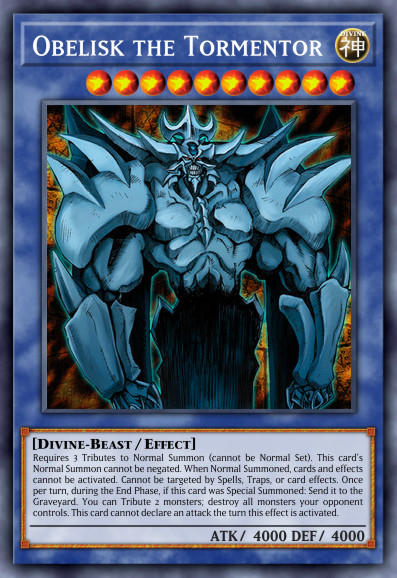 OBELISK THE TORMENTOR
DIVINE
神
[DIVINE-BEAST / EFFECT]
Requires 3 Tributes to Normal Summon (cannot be Normal Set). This card's
Normal Summon cannot be negated. When Normal Summoned, cards and effects
cannot be activated. Cannot be targeted by Spells, Traps, or card effects. Once
per turn, during the End Phase, if this card was Special Summoned: Send it to the
Graveyard. You can Tribute 2 monsters; destroy all monsters your opponent
controls. This card cannot declare an attack the turn this effect is activated.
ATK/ 4000 DEF/ 4000